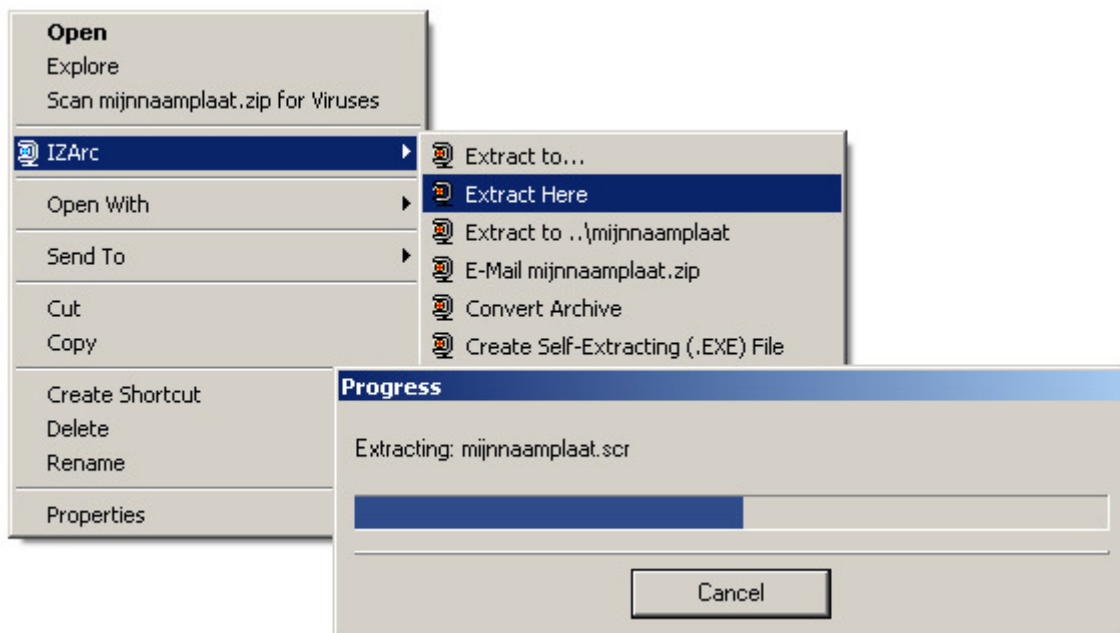 Open
Explore
Scan mijnnaamplaat.zip for Viruses
IZArc
Open With
Send To
Cut
Copy
Create Shortcut
Delete
Rename
Properties
Extract to...
Extract Here
Extract to ..\mijnnaamplaat
E-Mail mijnnaamplaat.zip
Convert Archive
Create Self-Extracting (.EXE) File
Progress
Extracting: mijnnaamplaat.scr
Cancel